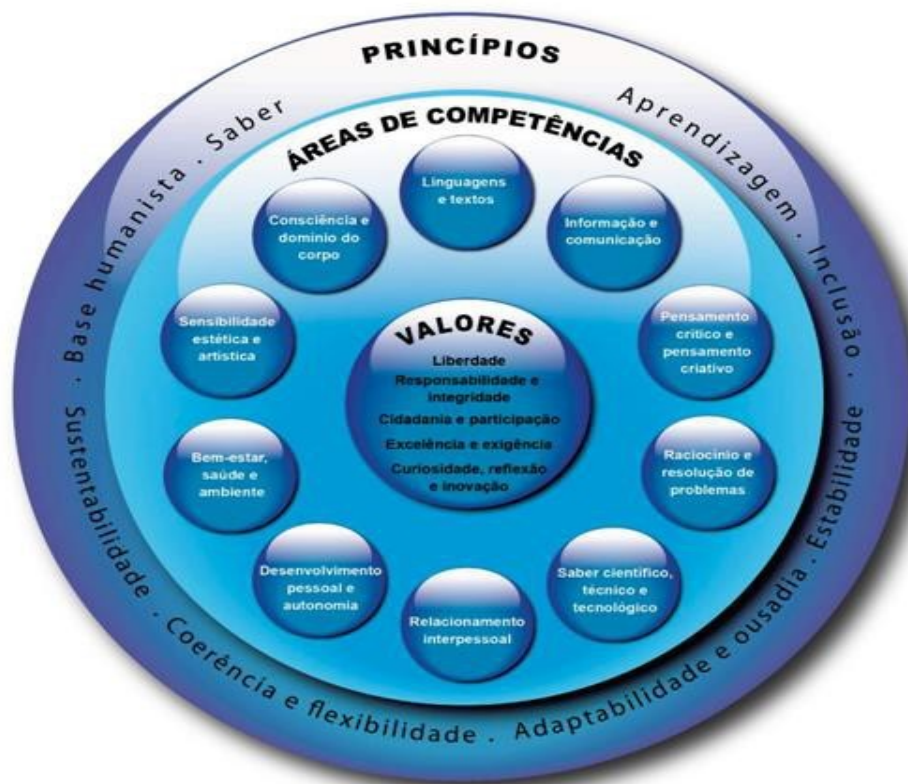 PRINCÍPIOS
Base humanista . Saber
Aprendizagem . Inclusão .
. Estabilidade
Adaptabilidade e ousadia
Coerência e flexibilidade .
Sustentabilidade .
ÁREAS DE COMPETÊNCIAS
Linguagens
e textos
Informação e
comunicação
Pensamento
crítico e
pensamento
criativo
Raciocínio e
resolução de
problemas
Saber científico,
técnico e
tecnológico
Relacionamento
interpessoal
Desenvolvimento
pessoal e
autonomia
Bem-estar,
saúde e
ambiente
Sensibilidade
estética e
artística
Consciência e
domínio do
corpo
VALORES
Liberdade
Responsabilidade e
integridade
Cidadania e participação
Excelência e exigência
Curiosidade, reflexão
e inovação